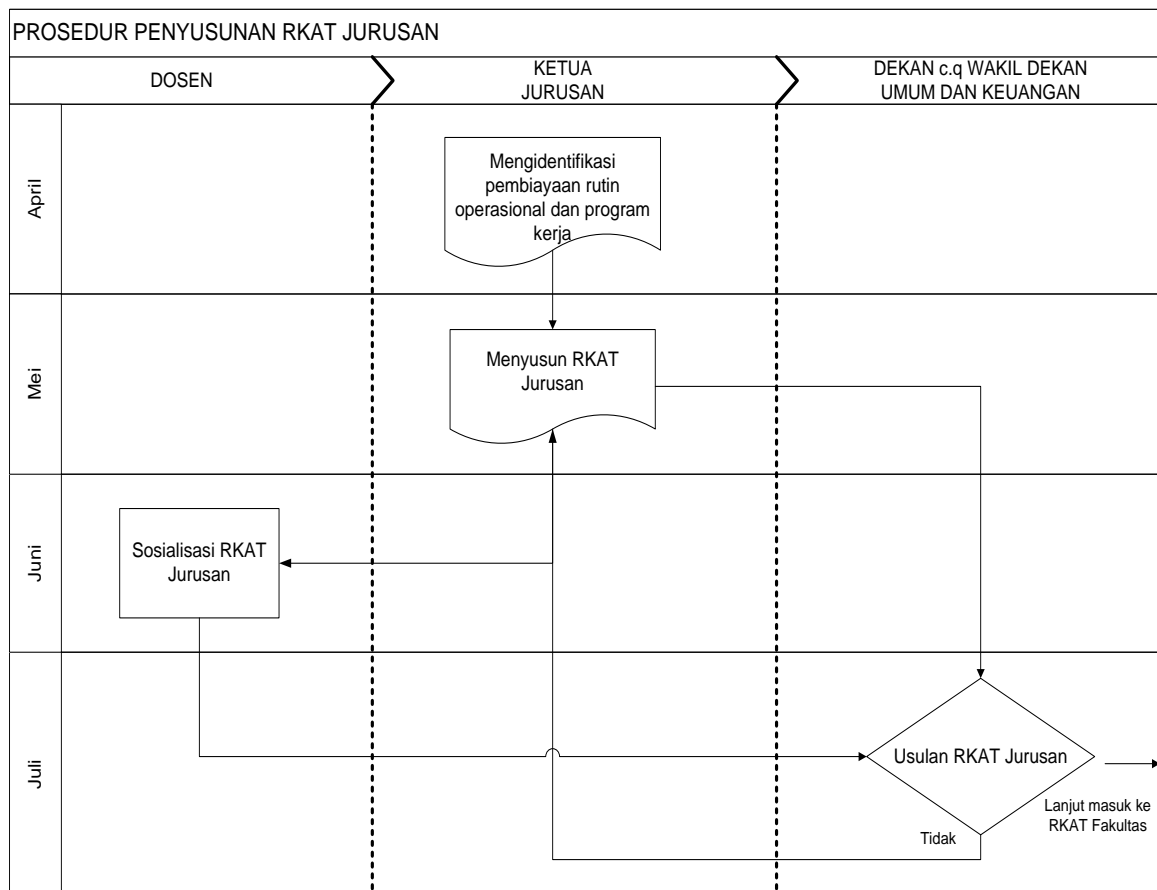 PROSEDUR PENYUSUNAN RKAT JURUSAN
DOSEN
KETUA
JURUSAN
DEKAN c.q WAKIL DEKAN
UMUM DAN KEUANGAN
April
Mengidentifikasi
pembiayaan rutin
operasional dan program
kerja
Mei
Menyusun RKAT
Jurusan
Juni
Sosialisasi RKAT
Jurusan
Juli
Usulan RKAT Jurusan
Lanjut masuk ke
RKAT Fakultas
Tidak